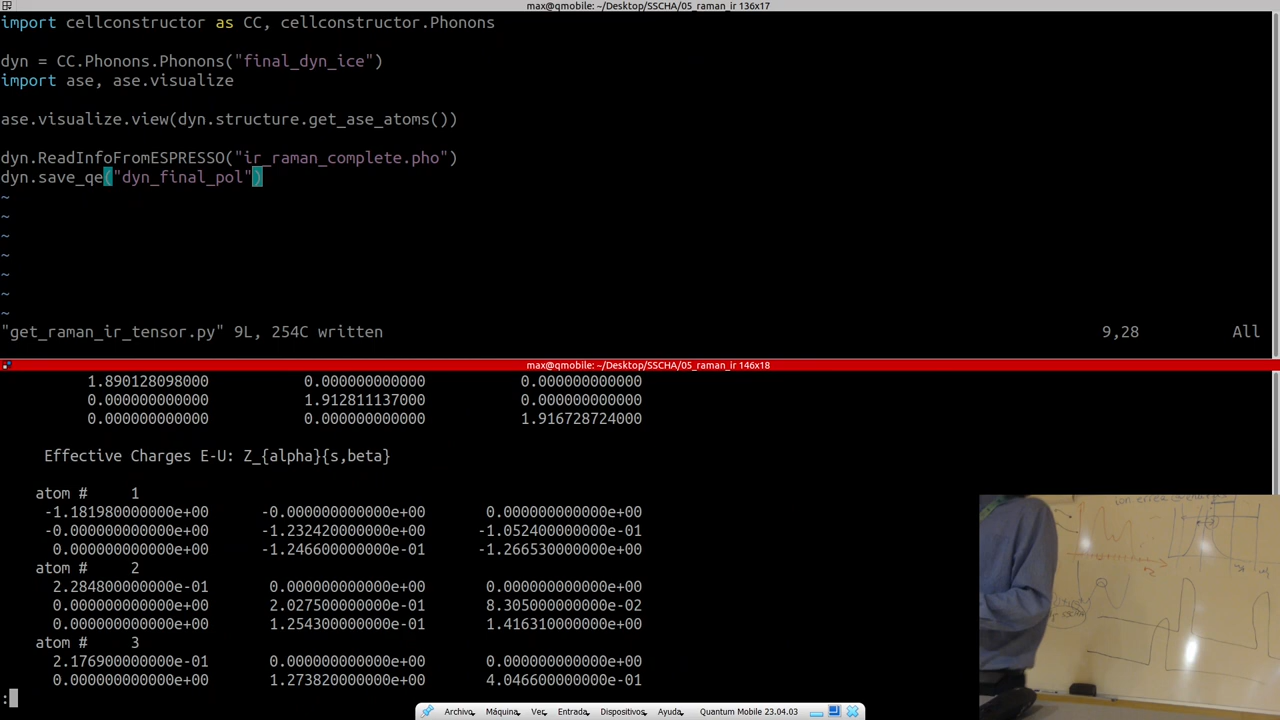 max@qmobile: ~/Desktop/SSCHA/05_raman_ir 136x17
import cellconstructor as CC, cellconstructor.Phonons
dyn = CC.Phonons.Phonons("final_dyn_ice")
import ase, ase.visualize
ase.visualize.view(dyn.structure.get_ase_atoms())
dyn.ReadInfoFromESPRESSO("ir_raman_complete.pho")
dyn.save_qe("dyn_final_pol")
~
~
~
~
~
~
~
"get_raman_ir_tensor.py" 9L, 254C written 9,28 All
max@qmobile: ~/Desktop/SSCHA/05_raman_ir 146x18
1.890128098000 0.000000000000 0.000000000000
0.000000000000 1.912811137000 0.000000000000
0.000000000000 0.000000000000 1.916728724000
Effective Charges E-U: Z_{alpha}{s,beta}
atom # 1
-1.181980000000e+00 -0.000000000000e+00 0.000000000000e+00
-0.000000000000e+00 -1.232420000000e+00 -1.052400000000e-01
0.000000000000e+00 -1.246600000000e-01 -1.266530000000e+00
atom # 2
2.284800000000e-01 0.000000000000e+00 0.000000000000e+00
0.000000000000e+00 2.027500000000e-01 8.305000000000e-02
0.000000000000e+00 1.254300000000e-01 1.416310000000e+00
atom # 3
2.176900000000e-01 0.000000000000e+00 0.000000000000e+00
0.000000000000e+00 1.273820000000e+00 4.046600000000e-01
:
Archivo Máquina Ver Entrada Dispositivos Ayuda Quantum Mobile 23.04.03